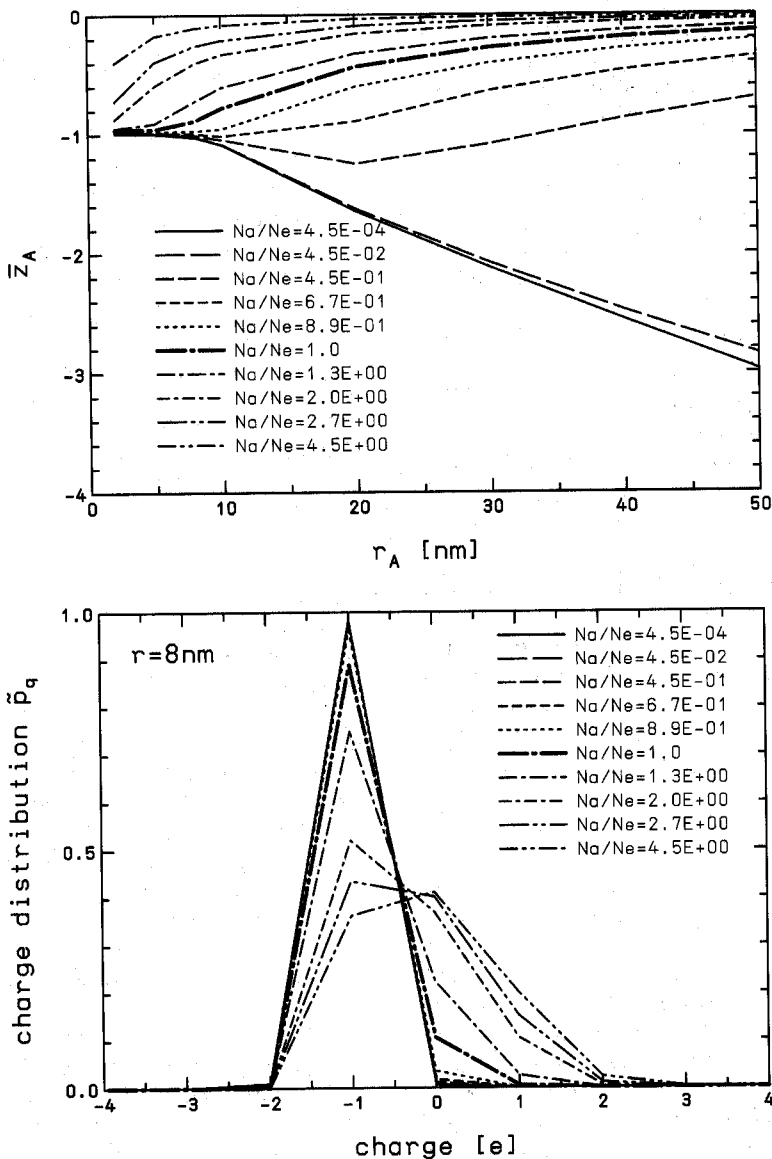 0
-1
-2
-3
-4
z̄_A
Na/Ne=4.5E-04
Na/Ne=4.5E-02
Na/Ne=4.5E-01
Na/Ne=6.7E-01
Na/Ne=8.9E-01
Na/Ne=1.0
Na/Ne=1.3E+00
Na/Ne=2.0E+00
Na/Ne=2.7E+00
Na/Ne=4.5E+00
0 10 20 30 40 50
r_A [nm]
1.0
0.5
0.0
charge distribution p̃_q
r=8nm
Na/Ne=4.5E-04
Na/Ne=4.5E-02
Na/Ne=4.5E-01
Na/Ne=6.7E-01
Na/Ne=8.9E-01
Na/Ne=1.0
Na/Ne=1.3E+00
Na/Ne=2.0E+00
Na/Ne=2.7E+00
Na/Ne=4.5E+00
-4 -3 -2 -1 0 1 2 3 4
charge [e]